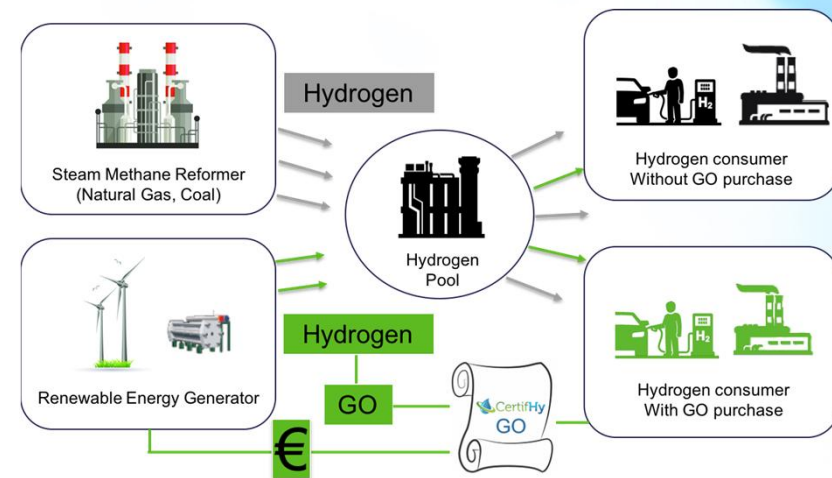 Hydrogen
Steam Methane Reformer
(Natural Gas, Coal)
H2
Hydrogen consumer
Without GO purchase
Hydrogen
Pool
Renewable Energy Generator
Hydrogen
GO
€
CertifHy
GO
H2
Hydrogen consumer
With GO purchase